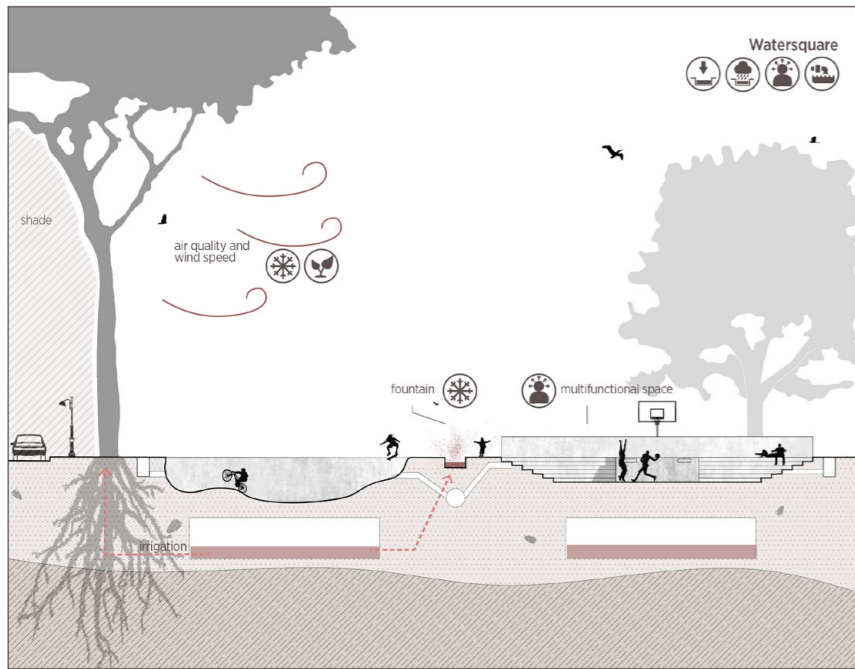 Watersquare
shade
air quality and
wind speed
fountain
multifunctional space
irrigation